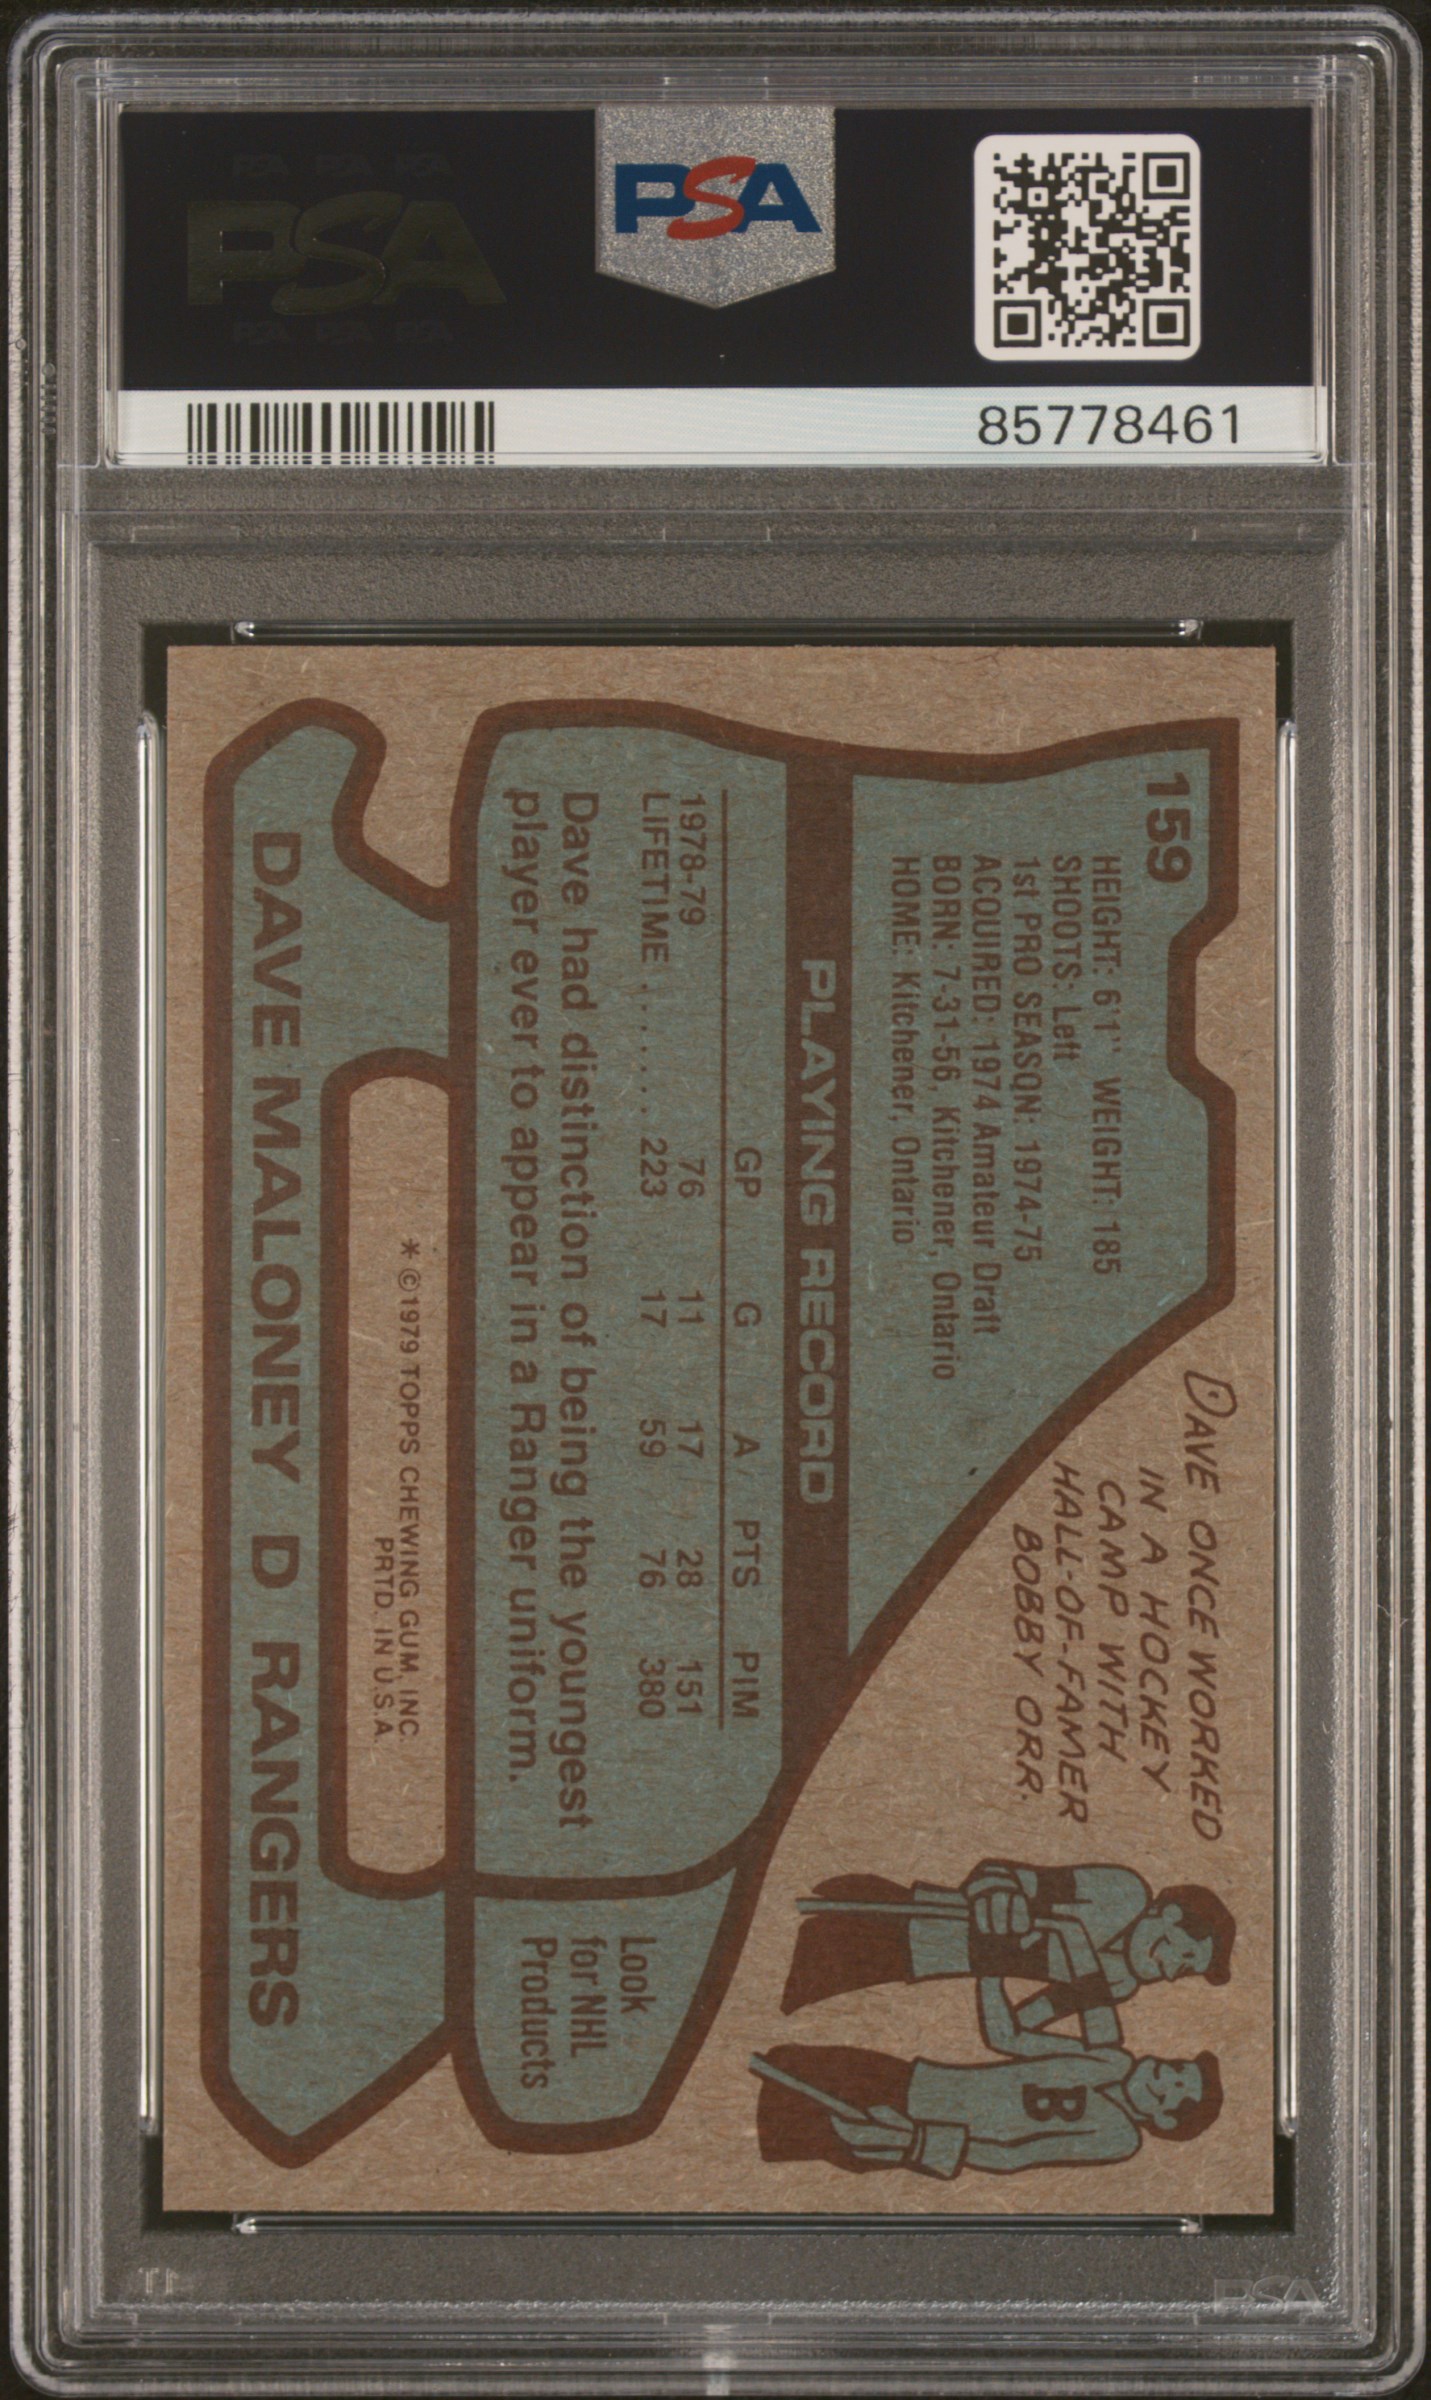 PSA
PSA
85778461
159
HEIGHT: 6'1" WEIGHT: 185
SHOOTS: Left
1st PRO SEASON: 1974-75
ACQUIRED: 1974 Amateur Draft
BORN: 7-31-56, Kitchener, Ontario
HOME: Kitchener, Ontario
DAVE ONCE WORKED
IN A HOCKEY
CAMP WITH
HALL-OF-FAMER
BOBBY ORR.
B
PLAYING RECORD
GP G A PTS PIM
1978-79 76 11 17 28 151
LIFETIME ....... 223 17 59 76 380
Dave had distinction of being the youngest
player ever to appear in a Ranger uniform.
Look
for NHL
Products
* © 1979 TOPPS CHEWING GUM, INC.
PRTD. IN U.S.A.
DAVE MALONEY D RANGERS
PSA